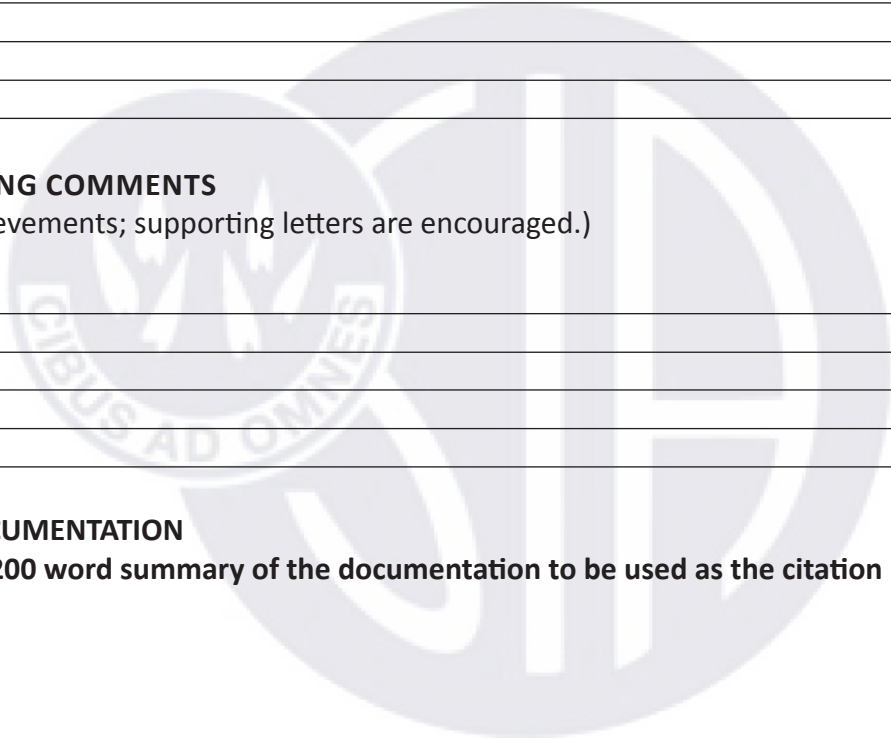 NG COMMENTS
evements; supporting letters are encouraged.)
CIBUS AD OMNES
CUMENTATION
200 word summary of the documentation to be used as the citation